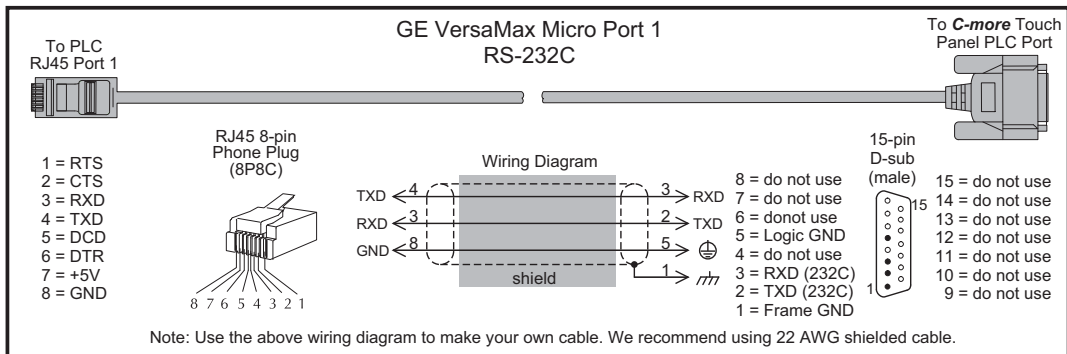 GE VersaMax Micro Port 1
RS-232C
To PLC
RJ45 Port 1
To C-more Touch
Panel PLC Port
1 = RTS
2 = CTS
3 = RXD
4 = TXD
5 = DCD
6 = DTR
7 = +5V
8 = GND
RJ45 8-pin
Phone Plug
(8P8C)
8 7 6 5 4 3 2 1
Wiring Diagram
TXD 4 3 RXD
RXD 3 2 TXD
GND 8 5
1
shield
8 = do not use
7 = do not use
6 = donot use
5 = Logic GND
4 = do not use
3 = RXD (232C)
2 = TXD (232C)
1 = Frame GND
15-pin
D-sub
(male)
15
1
15 = do not use
14 = do not use
13 = do not use
12 = do not use
11 = do not use
10 = do not use
9 = do not use
Note: Use the above wiring diagram to make your own cable. We recommend using 22 AWG shielded cable.